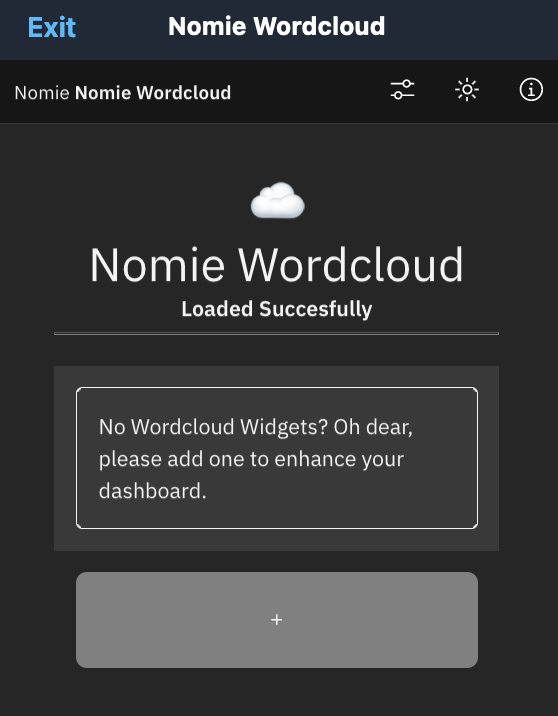 Exit Nomie Wordcloud
Nomie Nomie Wordcloud
Nomie Wordcloud
Loaded Succesfully
No Wordcloud Widgets? Oh dear,
please add one to enhance your
dashboard.
+